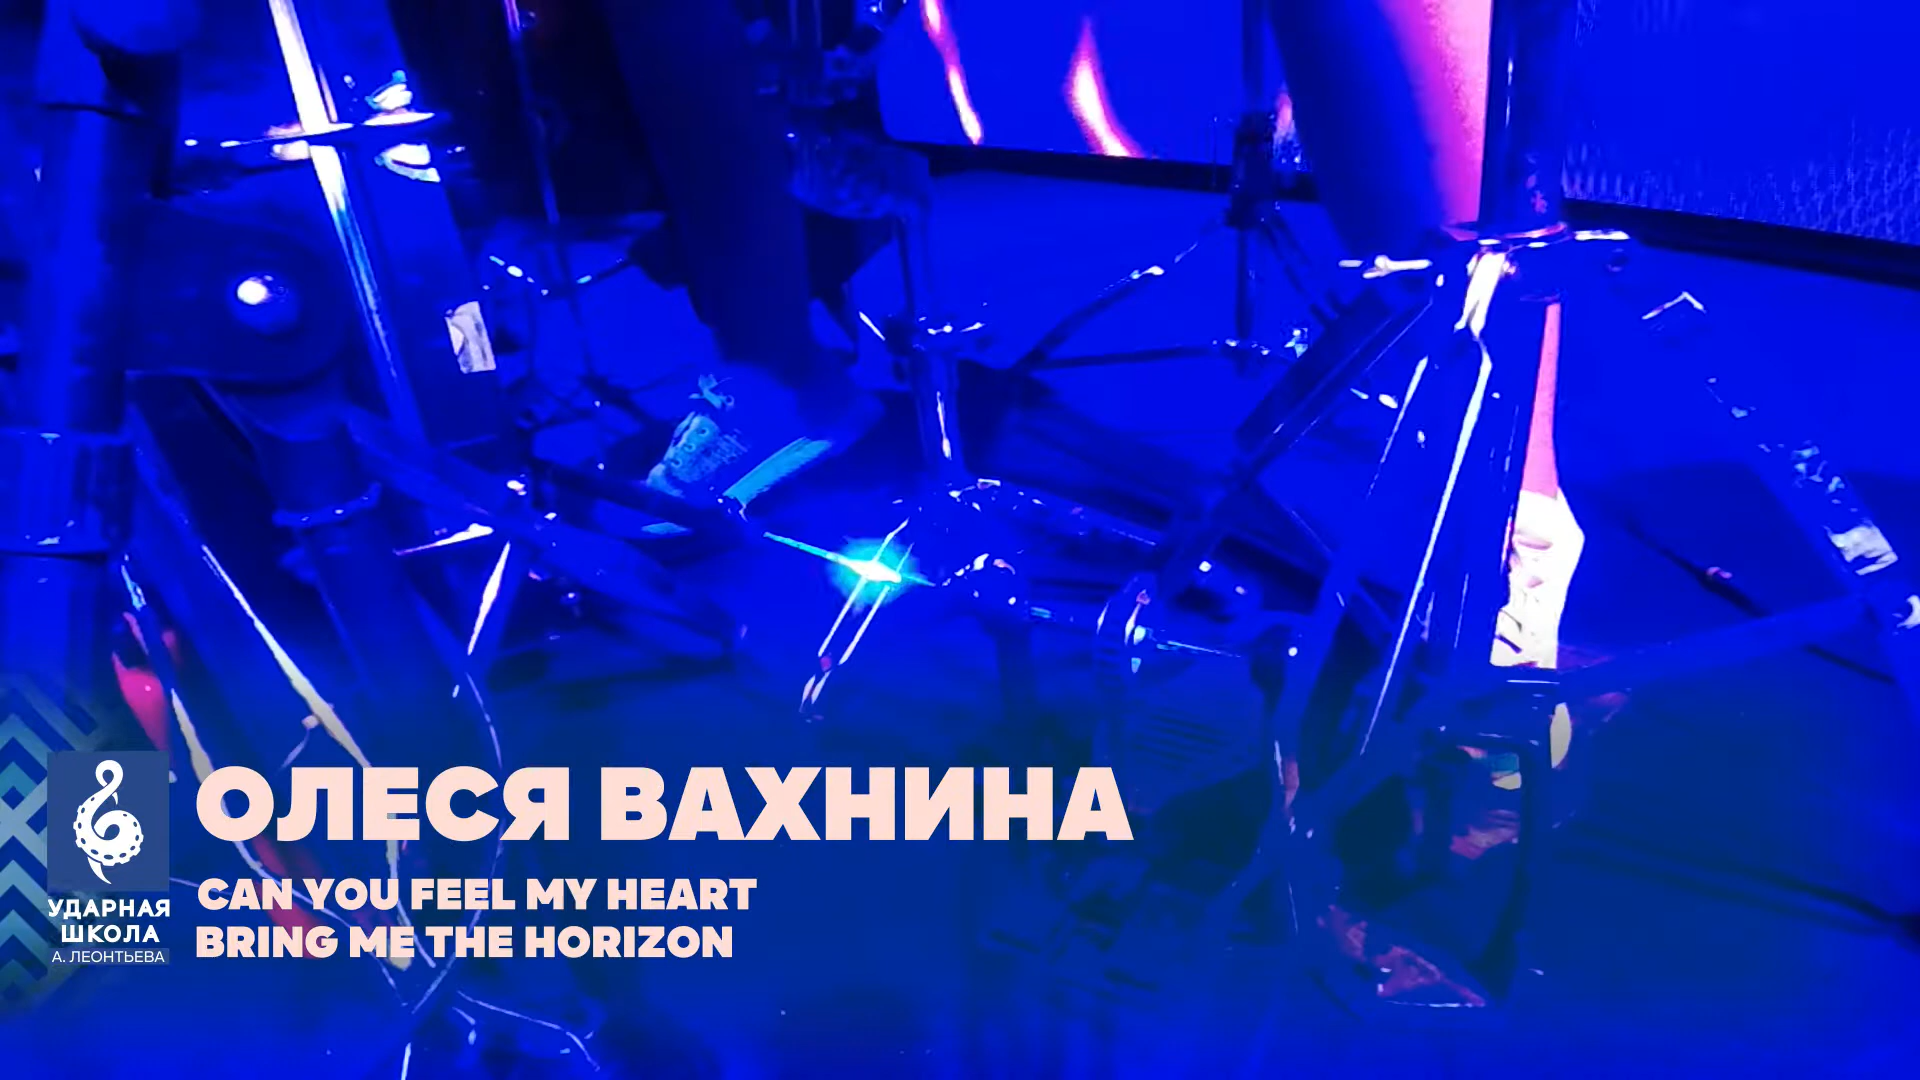 ОЛЕСЯ ВАХНИНА
CAN YOU FEEL MY HEART
BRING ME THE HORIZON
УДАРНАЯ
ШКОЛА
А. ЛЕОНТЬЕВА